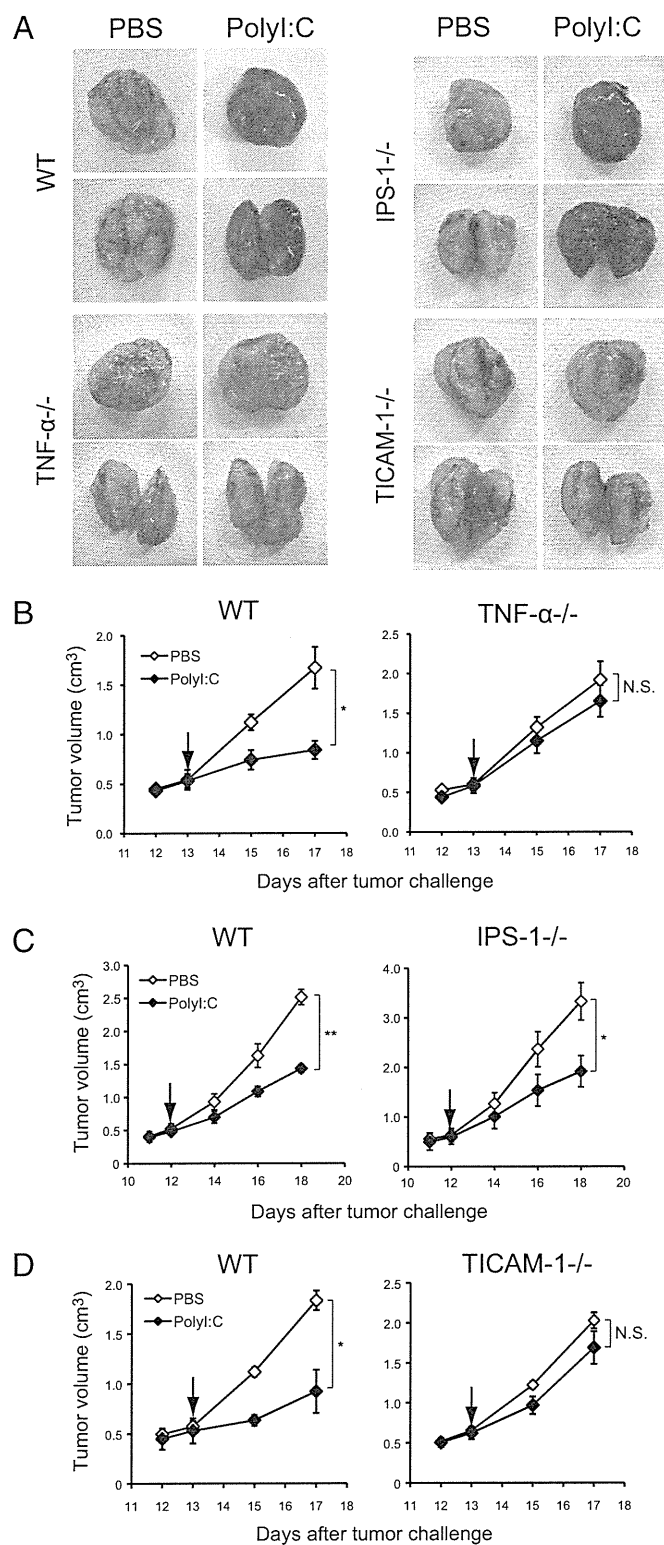 A
PBS PolyI:C PBS PolyI:C
WT
IPS-1-/-
TNF-α-/-
TICAM-1-/-
B
WT TNF-α-/-
Tumor volume (cm3)
2.0
1.5
1.0
0.5
0.0
PBS
PolyI:C
*
11 12 13 14 15 16 17 18
2.5
2.0
1.5
1.0
0.5
0.0
N.S.
11 12 13 14 15 16 17 18
Days after tumor challenge
C
WT IPS-1-/-
Tumor volume (cm3)
3.0
2.5
2.0
1.5
1.0
0.5
0
PBS
PolyI:C
**
10 12 14 16 18 20
4.0
3.0
2.0
1.0
0
*
10 12 14 16 18 20
Days after tumor challenge
D
WT TICAM-1-/-
Tumor volume (cm3)
2.0
1.5
1.0
0.5
0
PBS
PolyI:C
*
11 12 13 14 15 16 17 18
2.5
2.0
1.5
1.0
0.5
0
N.S.
11 12 13 14 15 16 17 18
Days after tumor challenge